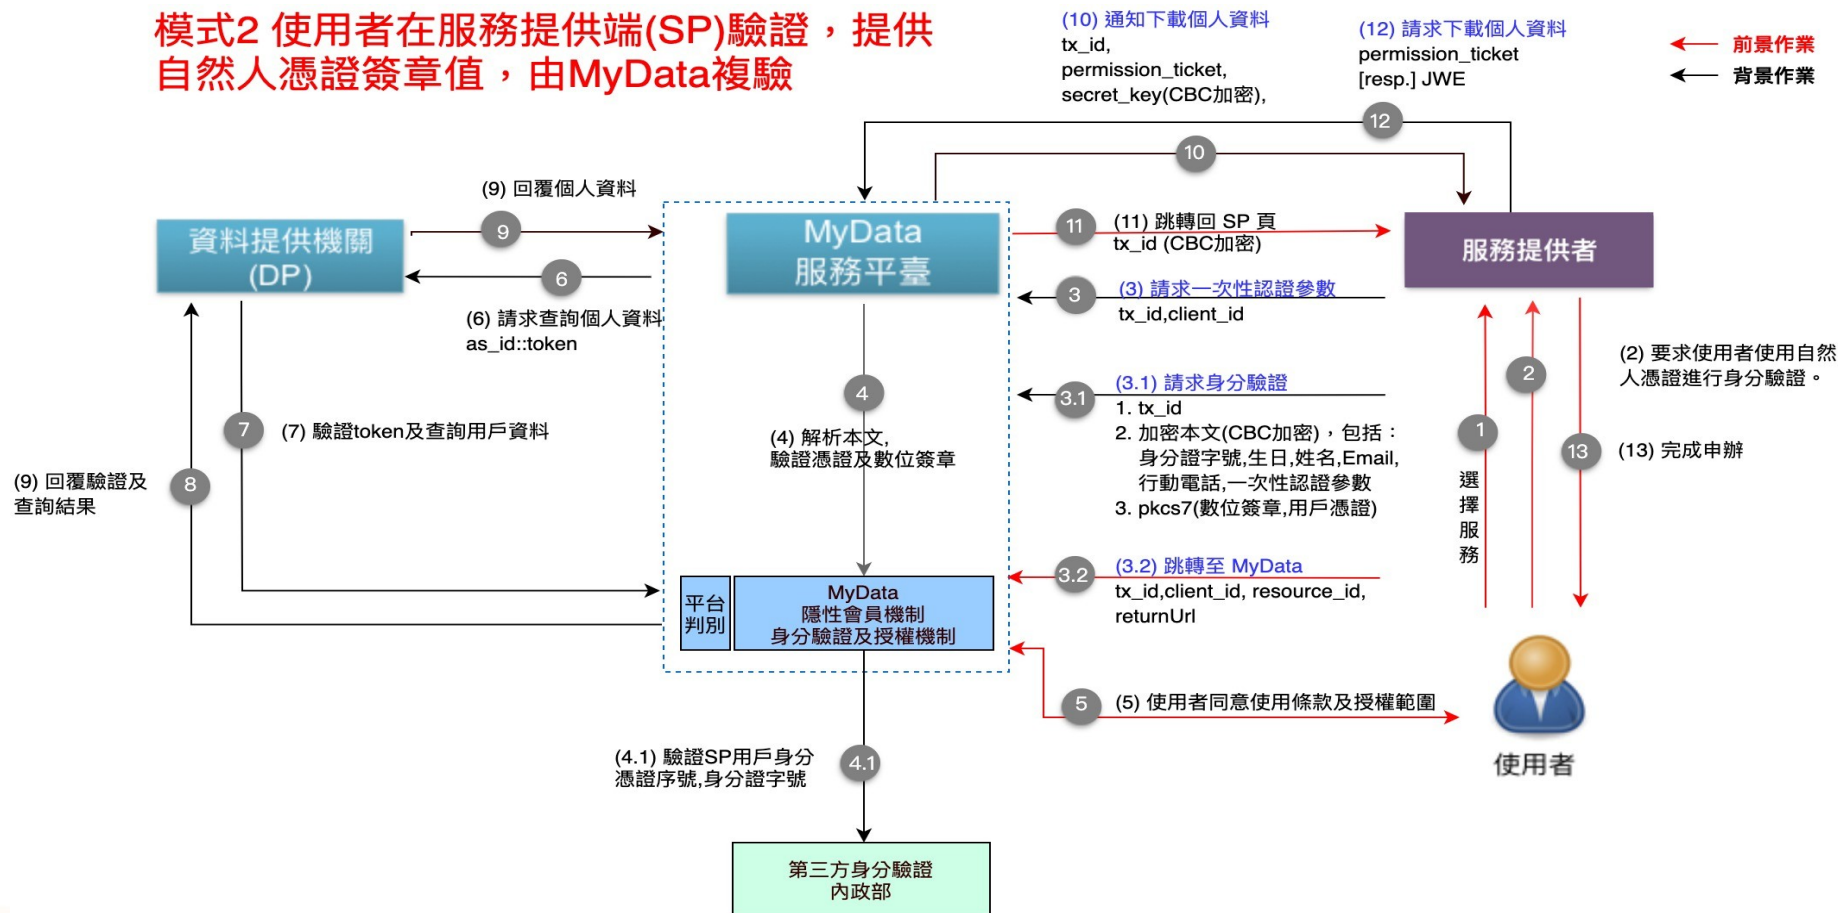 模式2 使用者在服務提供端(SP)驗證，提供
自然人憑證簽章值，由MyData複驗
(10) 通知下載個人資料
tx_id,
permission_ticket,
secret_key(CBC加密),
(12) 請求下載個人資料
permission_ticket
[resp.] JWE
前景作業
背景作業
12
10
(9) 回覆個人資料
9
資料提供機關
(DP)
6
(6) 請求查詢個人資料
as_id::token
MyData
服務平臺
11
(11) 跳轉回 SP 頁
tx_id (CBC加密)
3
(3) 請求一次性認證參數
tx_id,client_id
服務提供者
(2) 要求使用者使用自然
人憑證進行身分驗證。
2
1
選
擇
服
務
13
(13) 完成申辦
3.1
(3.1) 請求身分驗證
1. tx_id
2. 加密本文(CBC加密)，包括：
身分證字號,生日,姓名,Email,
行動電話,一次性認證參數
3. pkcs7(數位簽章,用戶憑證)
4
(4) 解析本文,
驗證憑證及數位簽章
7
(7) 驗證token及查詢用戶資料
8
(9) 回覆驗證及
查詢結果
3.2
(3.2) 跳轉至 MyData
tx_id,client_id, resource_id,
returnUrl
平台
判別
MyData
隱性會員機制
身分驗證及授權機制
5
(5) 使用者同意使用條款及授權範圍
使用者
(4.1) 驗證SP用戶身分
憑證序號,身分證字號
4.1
第三方身分驗證
內政部